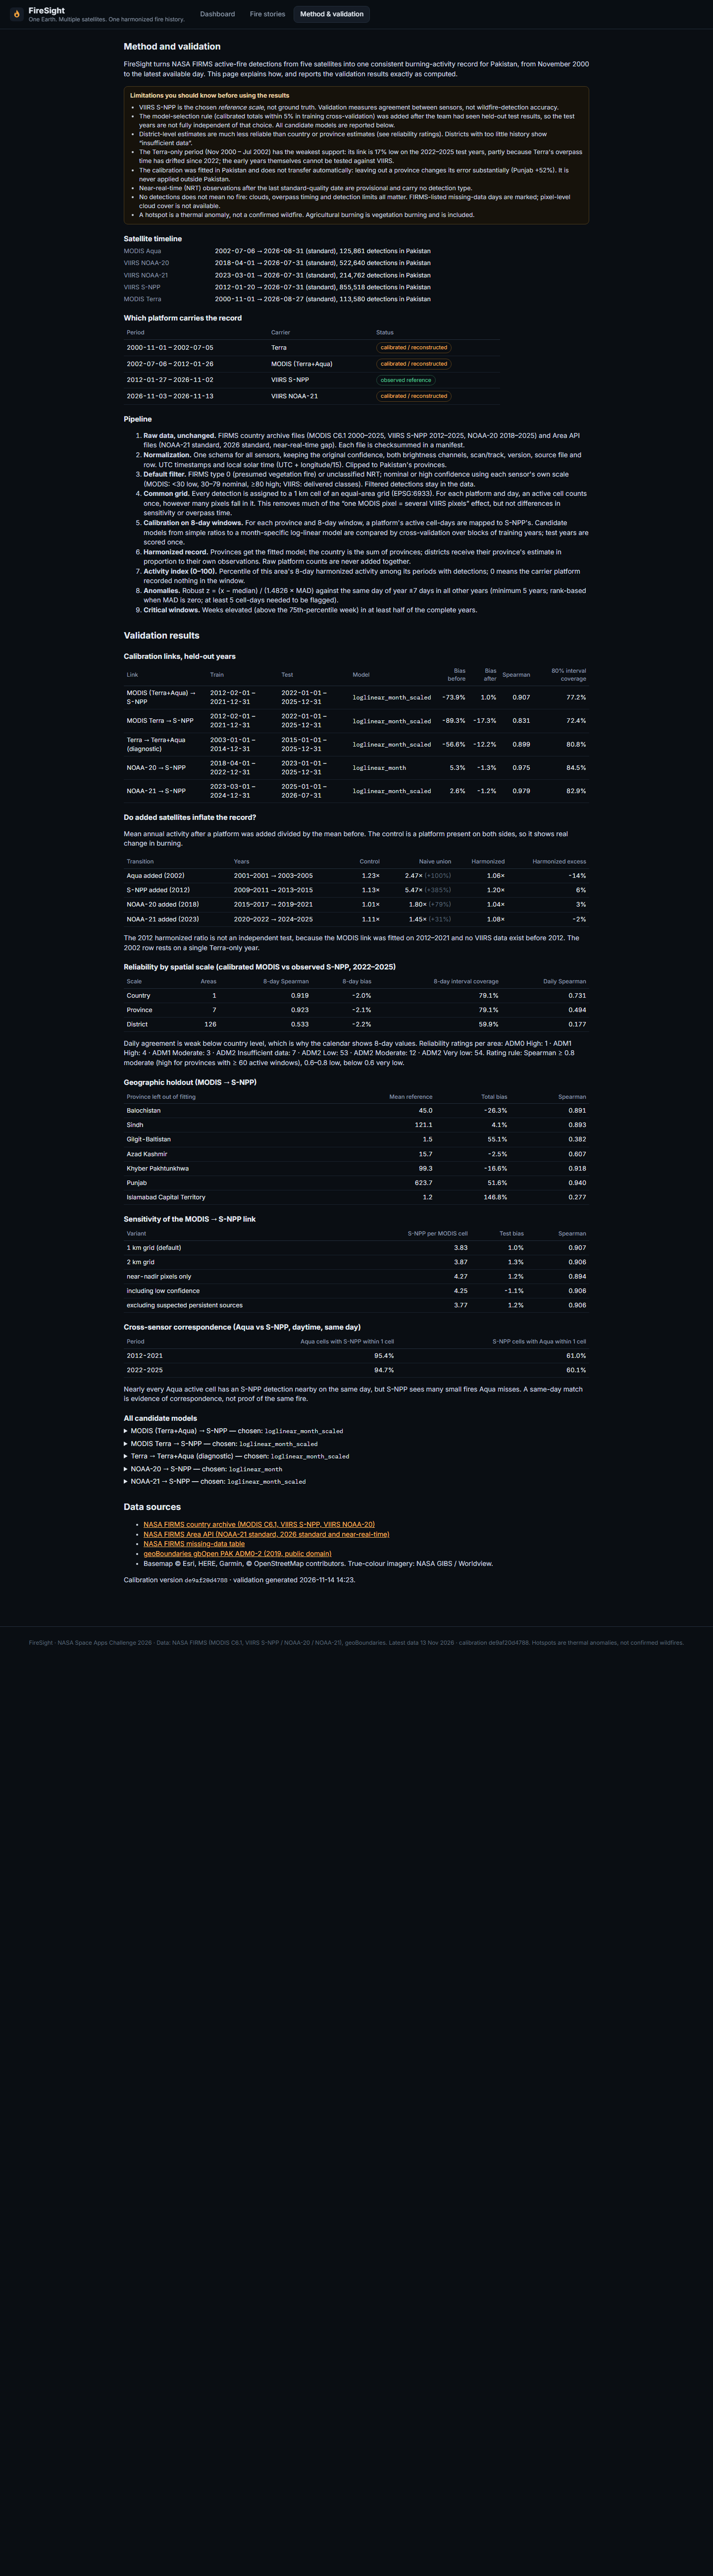 FireSight
One Earth. Multiple satellites. One harmonized fire history.
Dashboard
Fire stories
Method & validation
Method and validation
FireSight turns NASA FIRMS active-fire detections from five satellites into one consistent burning-activity record for Pakistan, from November 2000
to the latest available day. This page explains how, and reports the validation results exactly as computed.
Limitations you should know before using the results
• VIIRS S-NPP is the chosen reference scale, not ground truth. Validation measures agreement between sensors, not wildfire-detection accuracy.
• The model-selection rule (calibrated totals within 5% in training cross-validation) was added after the team had seen held-out test results, so the test
years are not fully independent of that choice. All candidate models are reported below.
• District-level estimates are much less reliable than country or province estimates (see reliability ratings). Districts with too little history show
"insufficient data".
• The Terra-only period (Nov 2000 – Jul 2002) has the weakest support: its link is 17% low on the 2022–2025 test years, partly because Terra's overpass
time has drifted since 2022; the early years themselves cannot be tested against VIIRS.
• The calibration was fitted in Pakistan and does not transfer automatically: leaving out a province changes its error substantially (Punjab +52%). It is
never applied outside Pakistan.
• Near-real-time (NRT) observations after the last standard-quality date are provisional and carry no detection type.
• No detections does not mean no fire: clouds, overpass timing and detection limits all matter. FIRMS-listed missing-data days are marked; pixel-level
cloud cover is not available.
• A hotspot is a thermal anomaly, not a confirmed wildfire. Agricultural burning is vegetation burning and is included.
Satellite timeline
MODIS Aqua 2002-07-06 → 2026-08-31 (standard), 125,861 detections in Pakistan
VIIRS NOAA-20 2018-04-01 → 2026-07-31 (standard), 522,640 detections in Pakistan
VIIRS NOAA-21 2023-03-01 → 2026-07-31 (standard), 214,762 detections in Pakistan
VIIRS S-NPP 2012-01-20 → 2026-07-31 (standard), 855,518 detections in Pakistan
MODIS Terra 2000-11-01 → 2026-08-27 (standard), 113,580 detections in Pakistan
Which platform carries the record
Period Carrier Status
2000-11-01 – 2002-07-05 Terra calibrated / reconstructed
2002-07-06 – 2012-01-26 MODIS (Terra+Aqua) calibrated / reconstructed
2012-01-27 – 2026-11-02 VIIRS S-NPP observed reference
2026-11-03 – 2026-11-13 VIIRS NOAA-21 calibrated / reconstructed
Pipeline
1. Raw data, unchanged. FIRMS country archive files (MODIS C6.1 2000–2025, VIIRS S-NPP 2012–2025, NOAA-20 2018–2025) and Area API
files (NOAA-21 standard, 2026 standard, near-real-time gap). Each file is checksummed in a manifest.
2. Normalization. One schema for all sensors, keeping the original confidence, both brightness channels, scan/track, version, source file and
row. UTC timestamps and local solar time (UTC + longitude/15). Clipped to Pakistan's provinces.
3. Default filter. FIRMS type 0 (presumed vegetation fire) or unclassified NRT; nominal or high confidence using each sensor's own scale
(MODIS: <30 low, 30–79 nominal, ≥80 high; VIIRS: delivered classes). Filtered detections stay in the data.
4. Common grid. Every detection is assigned to a 1 km cell of an equal-area grid (EPSG:6933). For each platform and day, an active cell counts
once, however many pixels fall in it. This removes much of the "one MODIS pixel = several VIIRS pixels" effect, but not differences in
sensitivity or overpass time.
5. Calibration on 8-day windows. For each province and 8-day window, a platform's active cell-days are mapped to S-NPP's. Candidate
models from simple ratios to a month-specific log-linear model are compared by cross-validation over blocks of training years; test years are
scored once.
6. Harmonized record. Provinces get the fitted model; the country is the sum of provinces; districts receive their province's estimate in
proportion to their own observations. Raw platform counts are never added together.
7. Activity index (0–100). Percentile of this area's 8-day harmonized activity among its periods with detections; 0 means the carrier platform
recorded nothing in the window.
8. Anomalies. Robust z = (x − median) / (1.4826 × MAD) against the same day of year ±7 days in all other years (minimum 5 years; rank-based
when MAD is zero; at least 5 cell-days needed to be flagged).
9. Critical windows. Weeks elevated (above the 75th-percentile week) in at least half of the complete years.
Validation results
Calibration links, held-out years
Link Train Test Model Bias before Bias after Spearman 80% interval coverage
MODIS (Terra+Aqua) → S-NPP 2012-02-01 – 2021-12-31 2022-01-01 – 2025-12-31 loglinear_month_scaled -73.9% 1.0% 0.907 77.2%
MODIS Terra → S-NPP 2012-02-01 – 2021-12-31 2022-01-01 – 2025-12-31 loglinear_month_scaled -89.3% -17.3% 0.831 72.4%
Terra → Terra+Aqua (diagnostic) 2003-01-01 – 2014-12-31 2015-01-01 – 2025-12-31 loglinear_month_scaled -56.6% -12.2% 0.899 80.8%
NOAA-20 → S-NPP 2018-04-01 – 2022-12-31 2023-01-01 – 2025-12-31 loglinear_month 5.3% -1.3% 0.975 84.5%
NOAA-21 → S-NPP 2023-03-01 – 2024-12-31 2025-01-01 – 2026-07-31 loglinear_month_scaled 2.6% -1.2% 0.979 82.9%
Do added satellites inflate the record?
Mean annual activity after a platform was added divided by the mean before. The control is a platform present on both sides, so it shows real
change in burning.
Transition Years Control Naive union Harmonized Harmonized excess
Aqua added (2002) 2001–2001 → 2003–2005 1.23× 2.47× (+100%) 1.06× -14%
S-NPP added (2012) 2009–2011 → 2013–2015 1.13× 5.47× (+385%) 1.20× 6%
NOAA-20 added (2018) 2015–2017 → 2019–2021 1.01× 1.80× (+79%) 1.04× 3%
NOAA-21 added (2023) 2020–2022 → 2024–2025 1.11× 1.45× (+31%) 1.08× -2%
The 2012 harmonized ratio is not an independent test, because the MODIS link was fitted on 2012–2021 and no VIIRS data exist before 2012. The
2002 row rests on a single Terra-only year.
Reliability by spatial scale (calibrated MODIS vs observed S-NPP, 2022–2025)
Scale Areas 8-day Spearman 8-day bias 8-day interval coverage Daily Spearman
Country 1 0.919 -2.0% 79.1% 0.731
Province 7 0.923 -2.1% 79.1% 0.494
District 126 0.533 -2.2% 59.9% 0.177
Daily agreement is weak below country level, which is why the calendar shows 8-day values. Reliability ratings per area: ADM0 High: 1 · ADM1
High: 4 · ADM1 Moderate: 3 · ADM2 Insufficient data: 7 · ADM2 Low: 53 · ADM2 Moderate: 12 · ADM2 Very low: 54. Rating rule: Spearman ≥ 0.8
moderate (high for provinces with ≥ 60 active windows), 0.6–0.8 low, below 0.6 very low.
Geographic holdout (MODIS → S-NPP)
Province left out of fitting Mean reference Total bias Spearman
Balochistan 45.0 -26.3% 0.891
Sindh 121.1 4.1% 0.893
Gilgit-Baltistan 1.5 55.1% 0.382
Azad Kashmir 15.7 -2.5% 0.607
Khyber Pakhtunkhwa 99.3 -16.6% 0.918
Punjab 623.7 51.6% 0.940
Islamabad Capital Territory 1.2 146.8% 0.277
Sensitivity of the MODIS → S-NPP link
Variant S-NPP per MODIS cell Test bias Spearman
1 km grid (default) 3.83 1.0% 0.907
2 km grid 3.87 1.3% 0.906
near-nadir pixels only 4.27 1.2% 0.894
including low confidence 4.25 -1.1% 0.906
excluding suspected persistent sources 3.77 1.2% 0.906
Cross-sensor correspondence (Aqua vs S-NPP, daytime, same day)
Period Aqua cells with S-NPP within 1 cell S-NPP cells with Aqua within 1 cell
2012-2021 95.4% 61.0%
2022-2025 94.7% 60.1%
Nearly every Aqua active cell has an S-NPP detection nearby on the same day, but S-NPP sees many small fires Aqua misses. A same-day match
is evidence of correspondence, not proof of the same fire.
All candidate models
▶ MODIS (Terra+Aqua) → S-NPP — chosen: loglinear_month_scaled
▶ MODIS Terra → S-NPP — chosen: loglinear_month_scaled
▶ Terra → Terra+Aqua (diagnostic) — chosen: loglinear_month_scaled
▶ NOAA-20 → S-NPP — chosen: loglinear_month
▶ NOAA-21 → S-NPP — chosen: loglinear_month_scaled
Data sources
• NASA FIRMS country archive (MODIS C6.1, VIIRS S-NPP, VIIRS NOAA-20)
• NASA FIRMS Area API (NOAA-21 standard, 2026 standard and near-real-time)
• NASA FIRMS missing-data table
• geoBoundaries gbOpen PAK ADM0-2 (2019, public domain)
• Basemap © Esri, HERE, Garmin, © OpenStreetMap contributors. True-colour imagery: NASA GIBS / Worldview.
Calibration version de9af20d4788 · validation generated 2026-11-14 14:23.
FireSight · NASA Space Apps Challenge 2026 · Data: NASA FIRMS (MODIS C6.1, VIIRS S-NPP / NOAA-20 / NOAA-21), geoBoundaries. Latest data 13 Nov 2026 · calibration de9af20d4788. Hotspots are thermal anomalies, not confirmed wildfires.